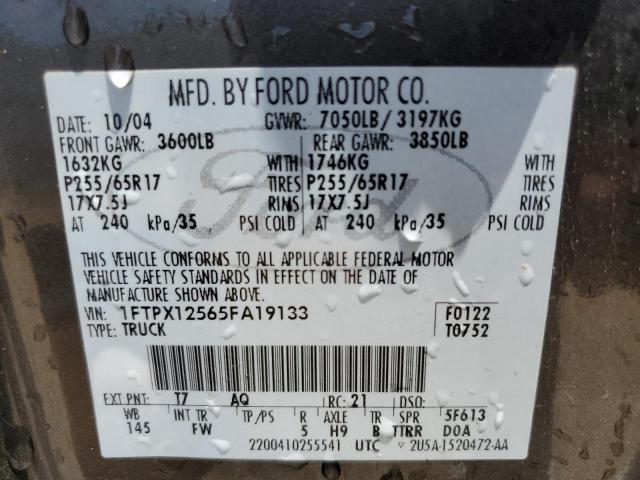 MFD. BY FORD MOTOR CO.
DATE: 10/04 GVWR: 7050LB/ 3197KG
FRONT GAWR: 3600LB REAR GAWR: 3850LB
1632KG WITH 1746KG WITH
P255/65R17 TIRES P255/65R17 TIRES
17X7.5J RIMS 17X7.5J RIMS
AT 240 kPa/35 PSI COLD AT 240 kPa/35 PSI COLD
Ford
THIS VEHICLE CONFORMS TO ALL APPLICABLE FEDERAL MOTOR
VEHICLE SAFETY STANDARDS IN EFFECT ON THE DATE OF
MANUFACTURE SHOWN ABOVE.
VIN: 1FTPX12565FA19133 F0122
TYPE: TRUCK T0752
EXT PNT: T7 AQ RC: 21 DSO:
WB INT TR TP/PS R AXLE TR SPR 5F613
145 FW 5 H9 B TTRR DOA
2200410255541 UTC ▽ 2U5A-1520472-AA